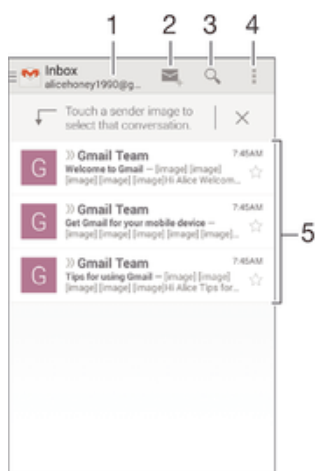 1 2 3 4
Inbox
alicehoney1990@g...
Touch a sender image to
select that conversation.
G
» Gmail Team 7:45AM
Welcome to Gmail – [image] [image]
[image] [image] [image]Hi Alice Welcom...
G
» Gmail Team 7:45AM
Get Gmail for your mobile device –
[image] [image] [image] [image] [image]...
G
» Gmail Team 7:45AM
Tips for using Gmail – [image] [image]
[image] [image] [image]Hi Alice Tips for...
5